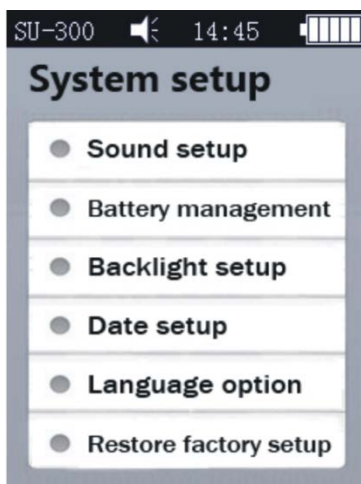 SU-300 14:45
System setup
Sound setup
Battery management
Backlight setup
Date setup
Language option
Restore factory setup